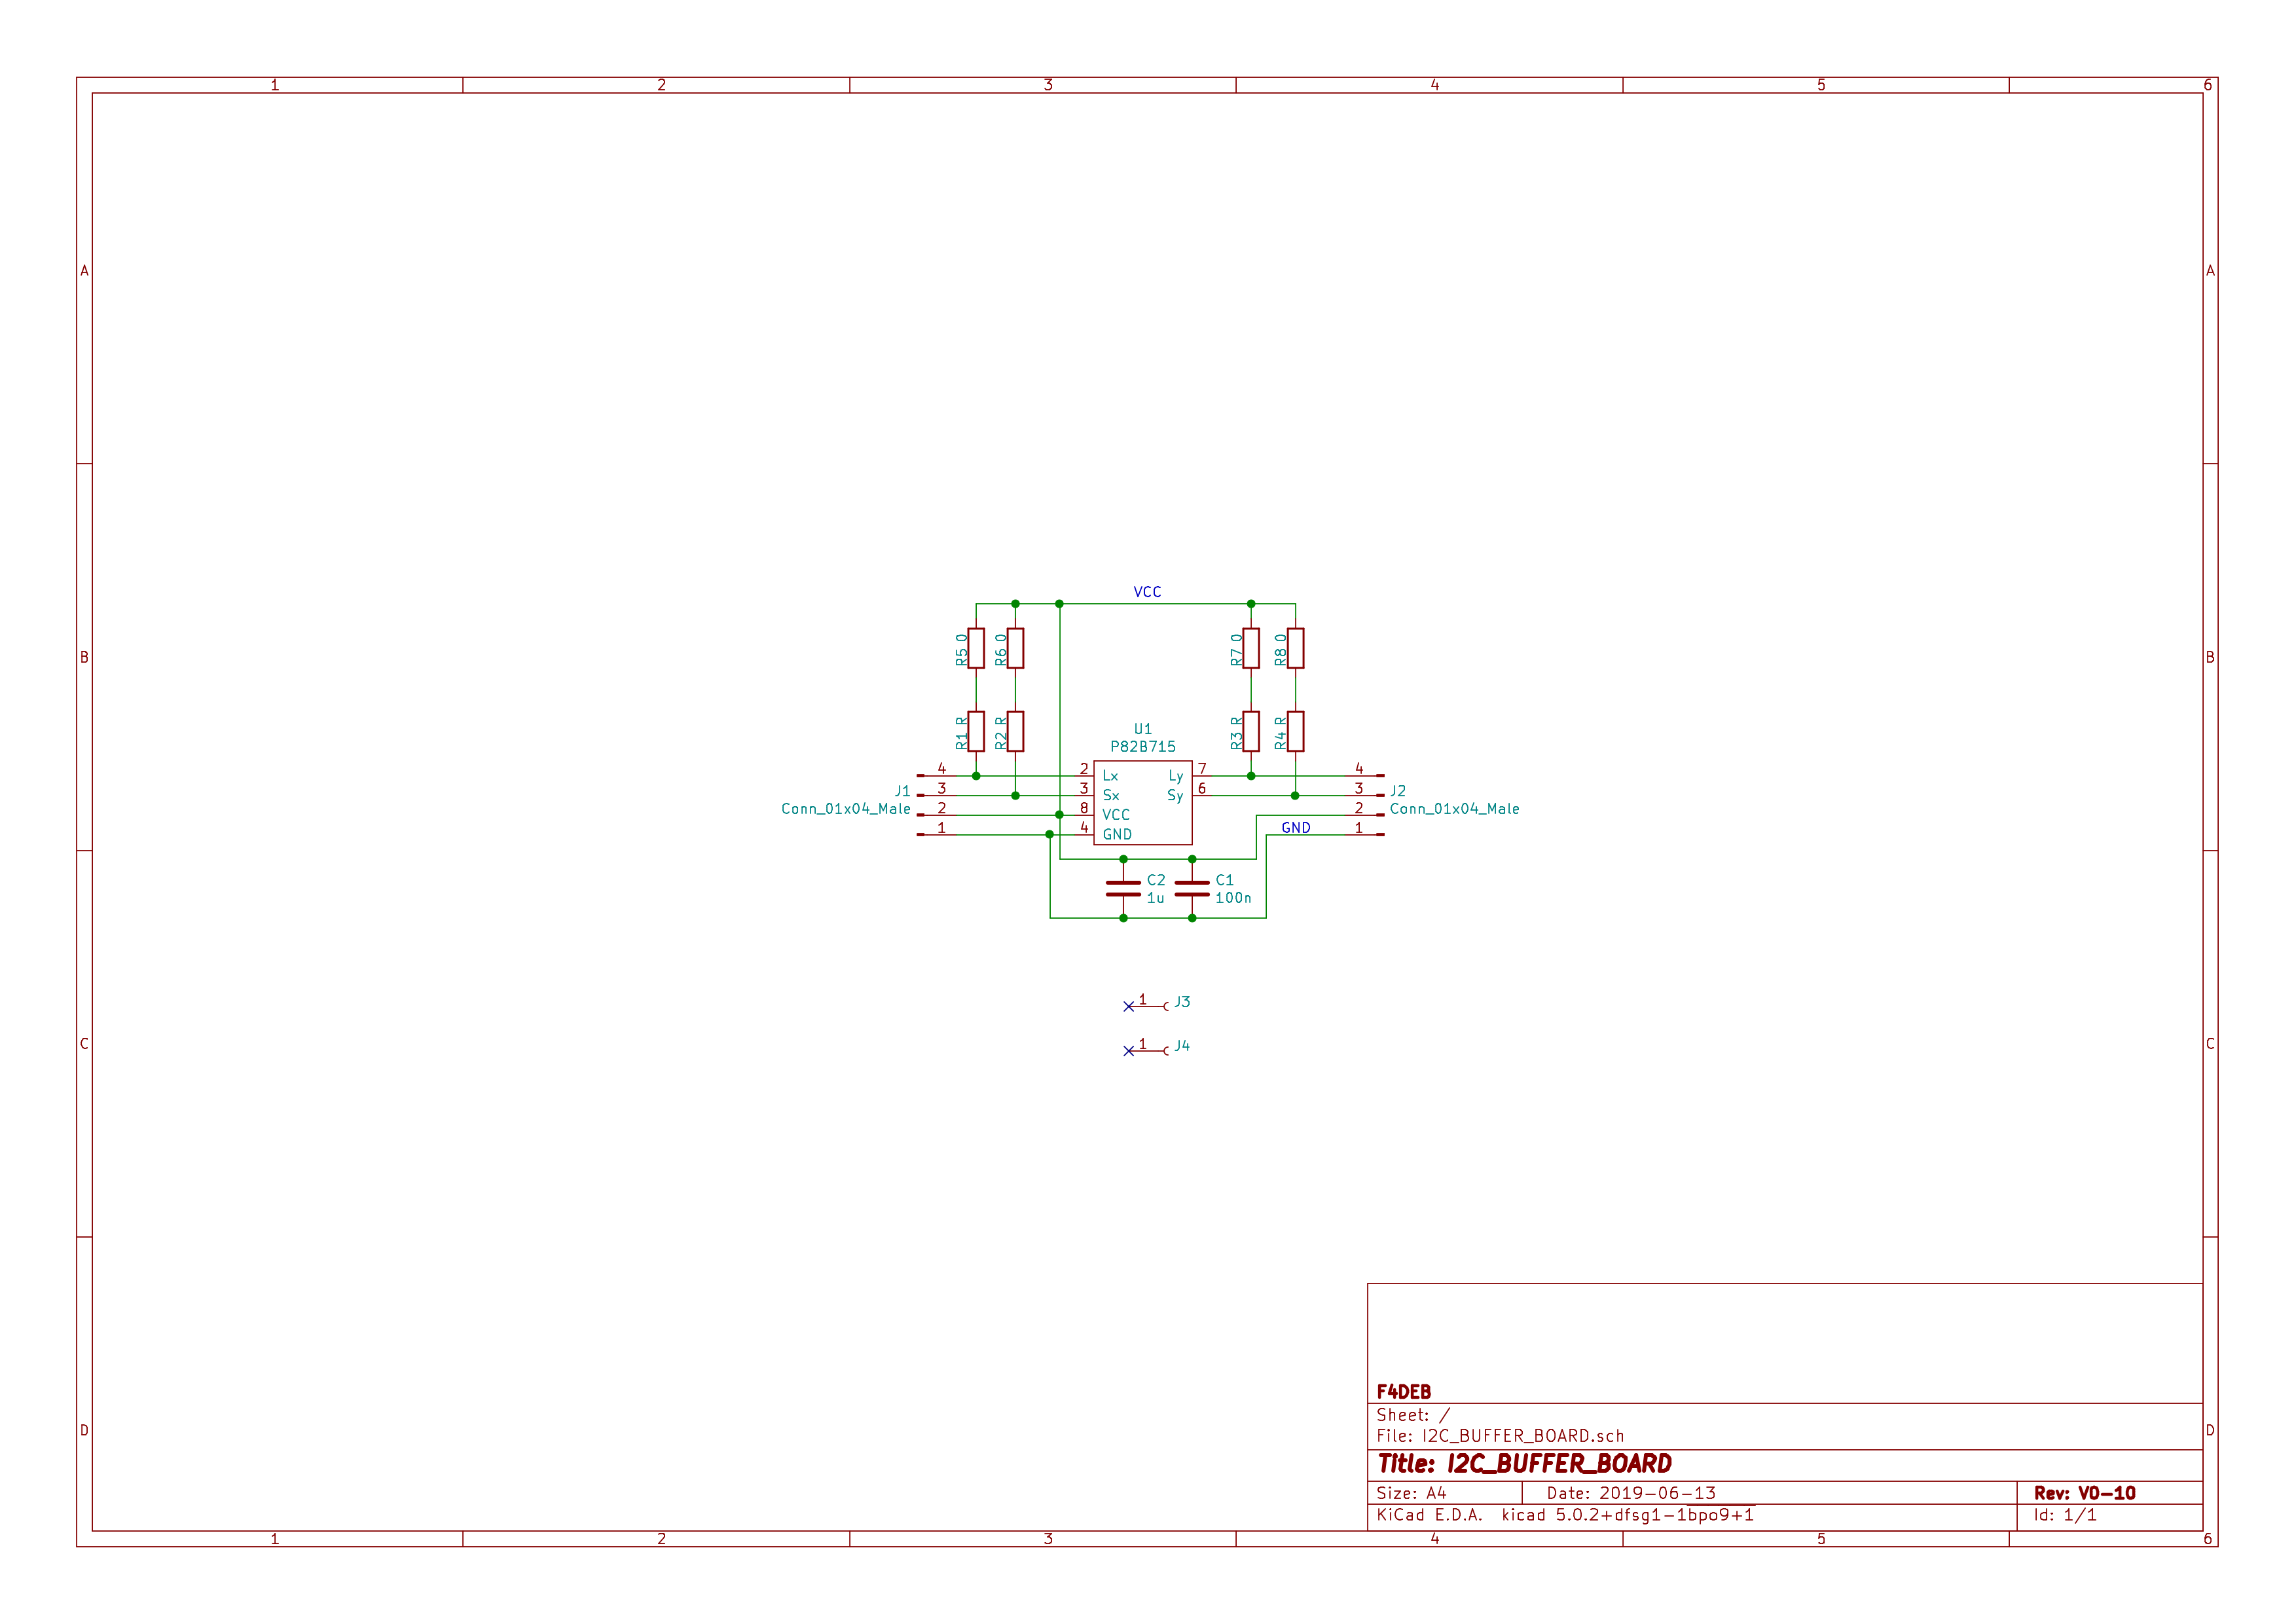 1 2 3 4 5 6
A A
B B
C C
D D
VCC
R5 0
R6 0
R7 0
R8 0
R1 R
R2 R
R3 R
R4 R
U1
P82B715
4 2 Lx Ly 7 4
J1 3 3 Sx Sy 6 3 J2
Conn_01x04_Male 2 8 VCC 2 Conn_01x04_Male
1 4 GND GND 1
C2 C1
1u 100n
1 J3
1 J4
F4DEB
Sheet: /
File: I2C_BUFFER_BOARD.sch
Title: I2C_BUFFER_BOARD
Size: A4 Date: 2019-06-13 Rev: V0-10
KiCad E.D.A. kicad 5.0.2+dfsg1-1bpo9+1 Id: 1/1
1 2 3 4 5 6